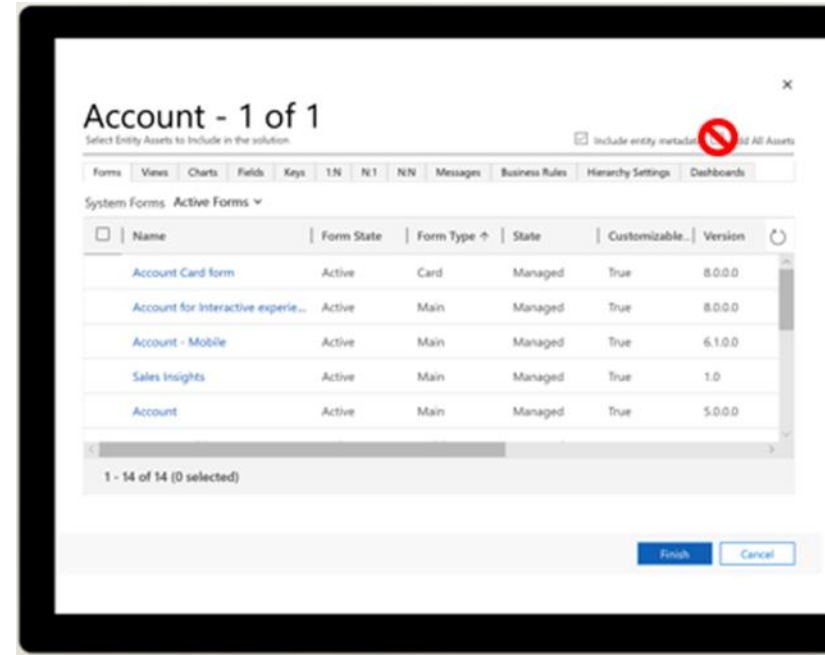 Account - 1 of 1
Select Entity Assets to Include in the solution.
Include entity metadata All Assets
Forms Views Charts Fields Keys 1:N N:1 N:N Messages Business Rules Hierarchy Settings Dashboards
System Forms Active Forms
Name Form State Form Type ↑ State Customizable... Version
Account Card form Active Card Managed True 8.0.0.0
Account for Interactive experie... Active Main Managed True 8.0.0.0
Account - Mobile Active Main Managed True 6.1.0.0
Sales Insights Active Main Managed True 1.0
Account Active Main Managed True 5.0.0.0
1 - 14 of 14 (0 selected)
Finish Cancel